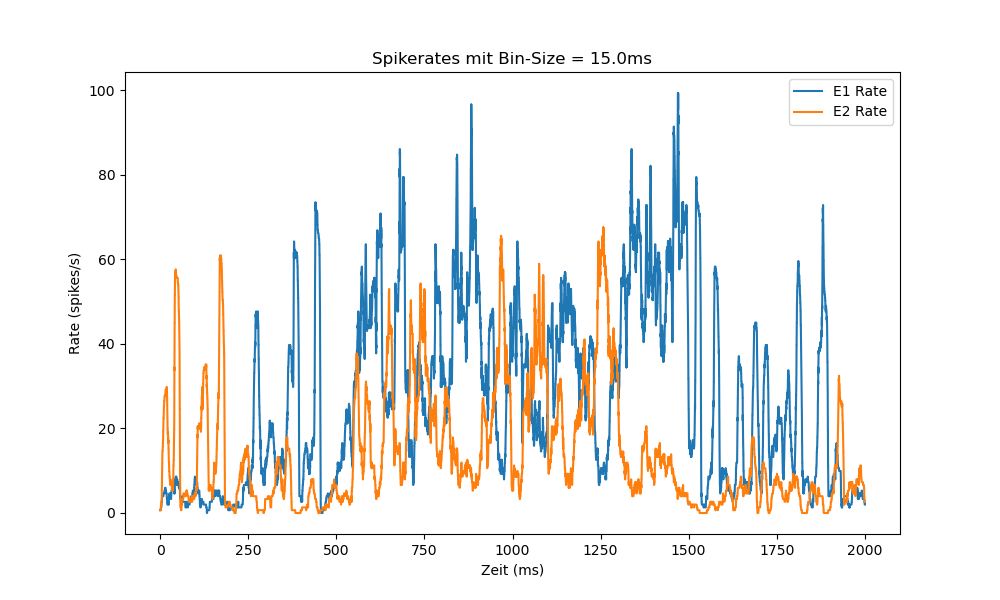 Spikerates mit Bin-Size = 15.0ms
E1 Rate
E2 Rate
100
80
60
40
20
0
Rate (spikes/s)
0 250 500 750 1000 1250 1500 1750 2000
Zeit (ms)